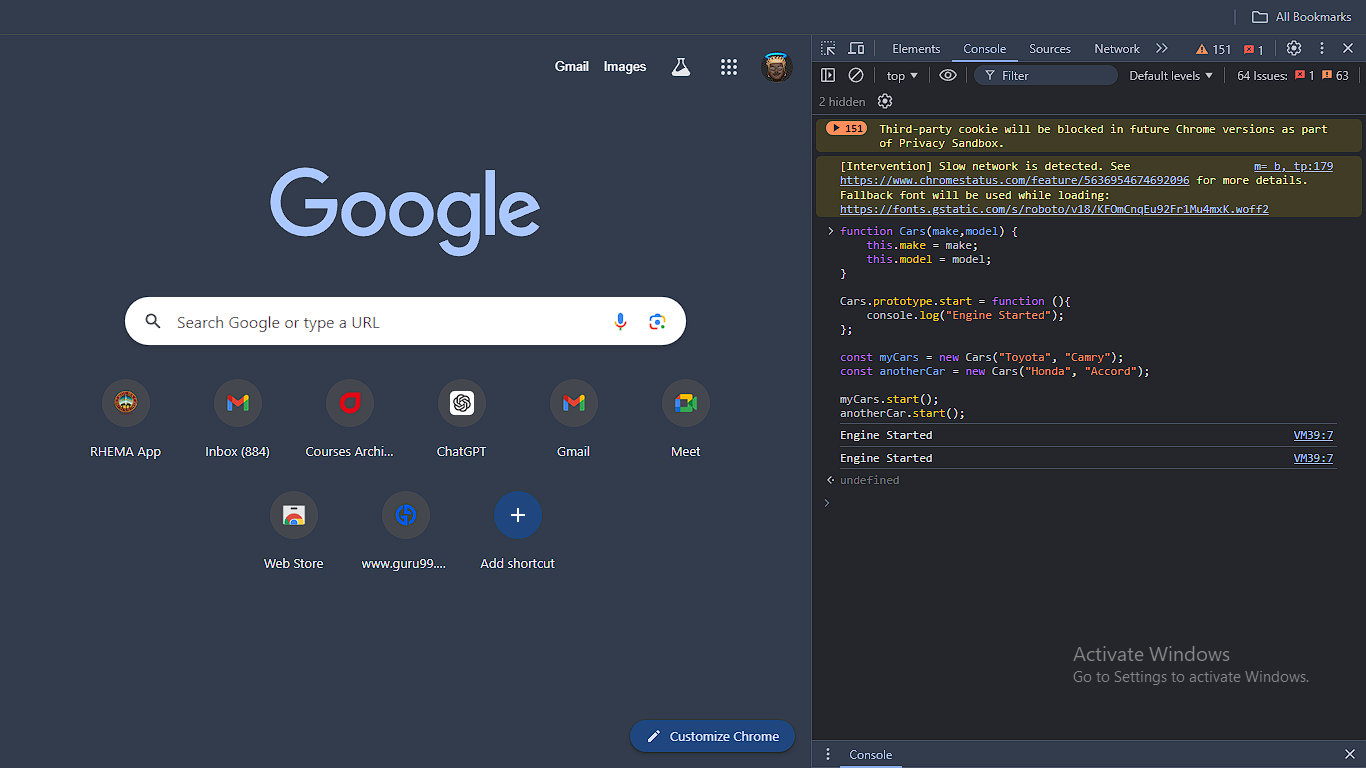 All Bookmarks
Gmail Images
Google
Search Google or type a URL
RHEMA App
Inbox (884)
Courses Archi...
ChatGPT
Gmail
Meet
Web Store
www.guru99....
Add shortcut
Customize Chrome
Elements Console Sources Network 151 1
top Filter Default levels 64 Issues: 1 63
2 hidden
151 Third-party cookie will be blocked in future Chrome versions as part
of Privacy Sandbox.
[Intervention] Slow network is detected. See m=_b,_tp:179
https://www.chromestatus.com/feature/5636954674692096 for more details.
Fallback font will be used while loading:
https://fonts.gstatic.com/s/roboto/v18/KFOmCnqEu92Fr1Mu4mxK.woff2
function Cars(make,model) {
    this.make = make;
    this.model = model;
}
Cars.prototype.start = function (){
    console.log("Engine Started");
};
const myCars = new Cars("Toyota", "Camry");
const anotherCar = new Cars("Honda", "Accord");
myCars.start();
anotherCar.start();
Engine Started VM39:7
Engine Started VM39:7
undefined
Activate Windows
Go to Settings to activate Windows.
Console